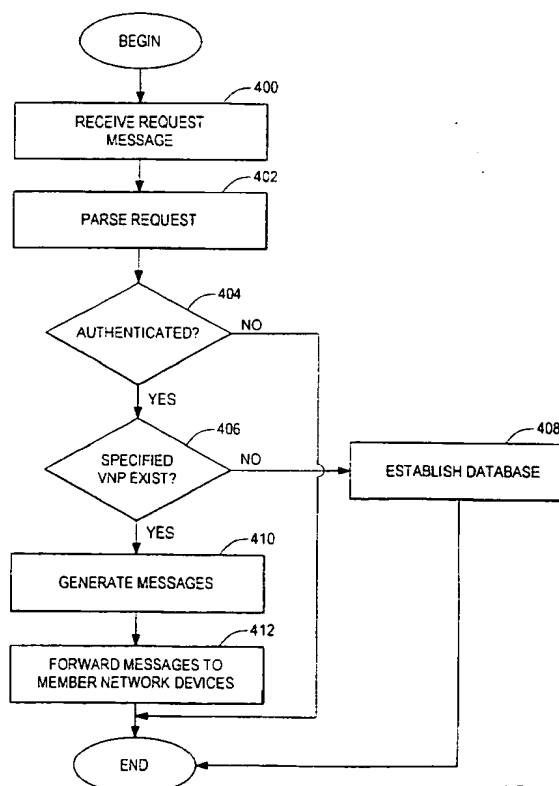 BEGIN
400
RECEIVE REQUEST
MESSAGE
402
PARSE REQUEST
404
AUTHENTICATED?
NO
YES
406
SPECIFIED
VNP EXIST?
NO
408
ESTABLISH DATABASE
YES
410
GENERATE MESSAGES
412
FORWARD MESSAGES TO
MEMBER NETWORK DEVICES
END